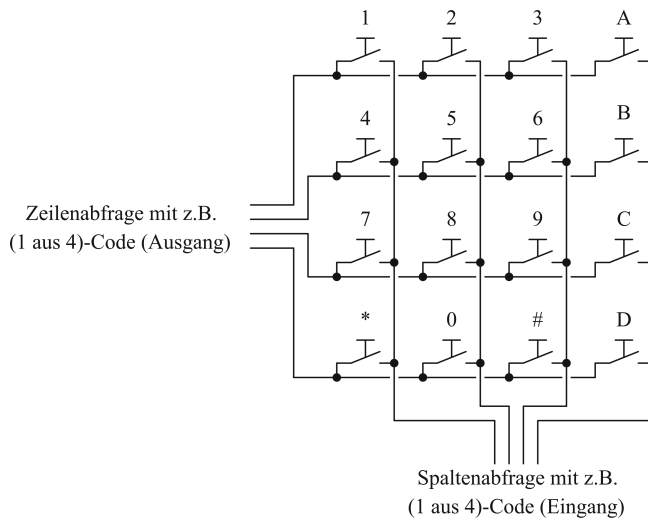 1 2 3 A
4 5 6 B
7 8 9 C
* 0 # D
Zeilenabfrage mit z.B.
(1 aus 4)-Code (Ausgang)
Spaltenabfrage mit z.B.
(1 aus 4)-Code (Eingang)